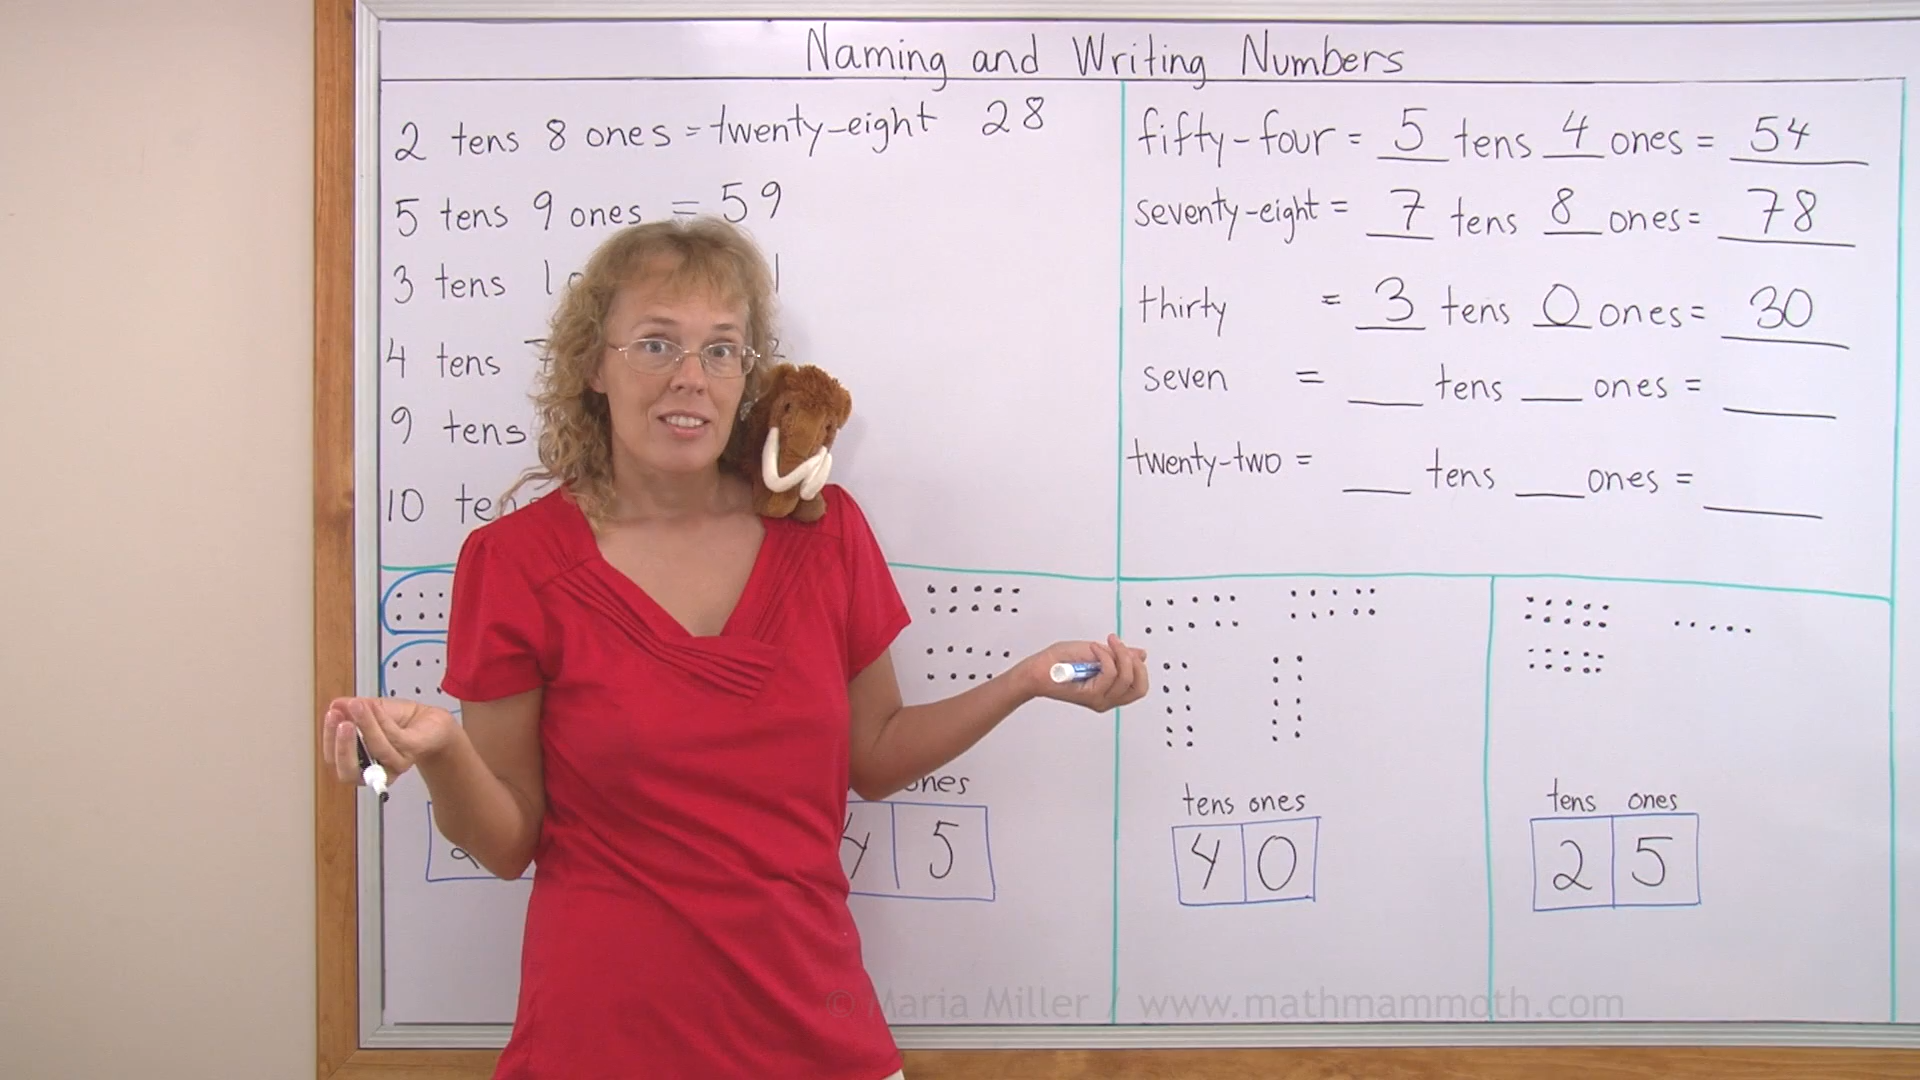 Naming and Writing Numbers
2 tens 8 ones = twenty-eight 28
5 tens 9 ones = 59
3 tens 1
4 tens
9 tens
10
fifty-four = 5 tens 4 ones = 54
seventy-eight = 7 tens 8 ones = 78
thirty = 3 tens 0 ones = 30
seven = ___ tens ___ ones = ___
twenty-two = ___ tens ___ ones = ___
ones
2
4 5
tens ones
4 0
tens ones
2 5
© Maria Miller / www.mathmammoth.com